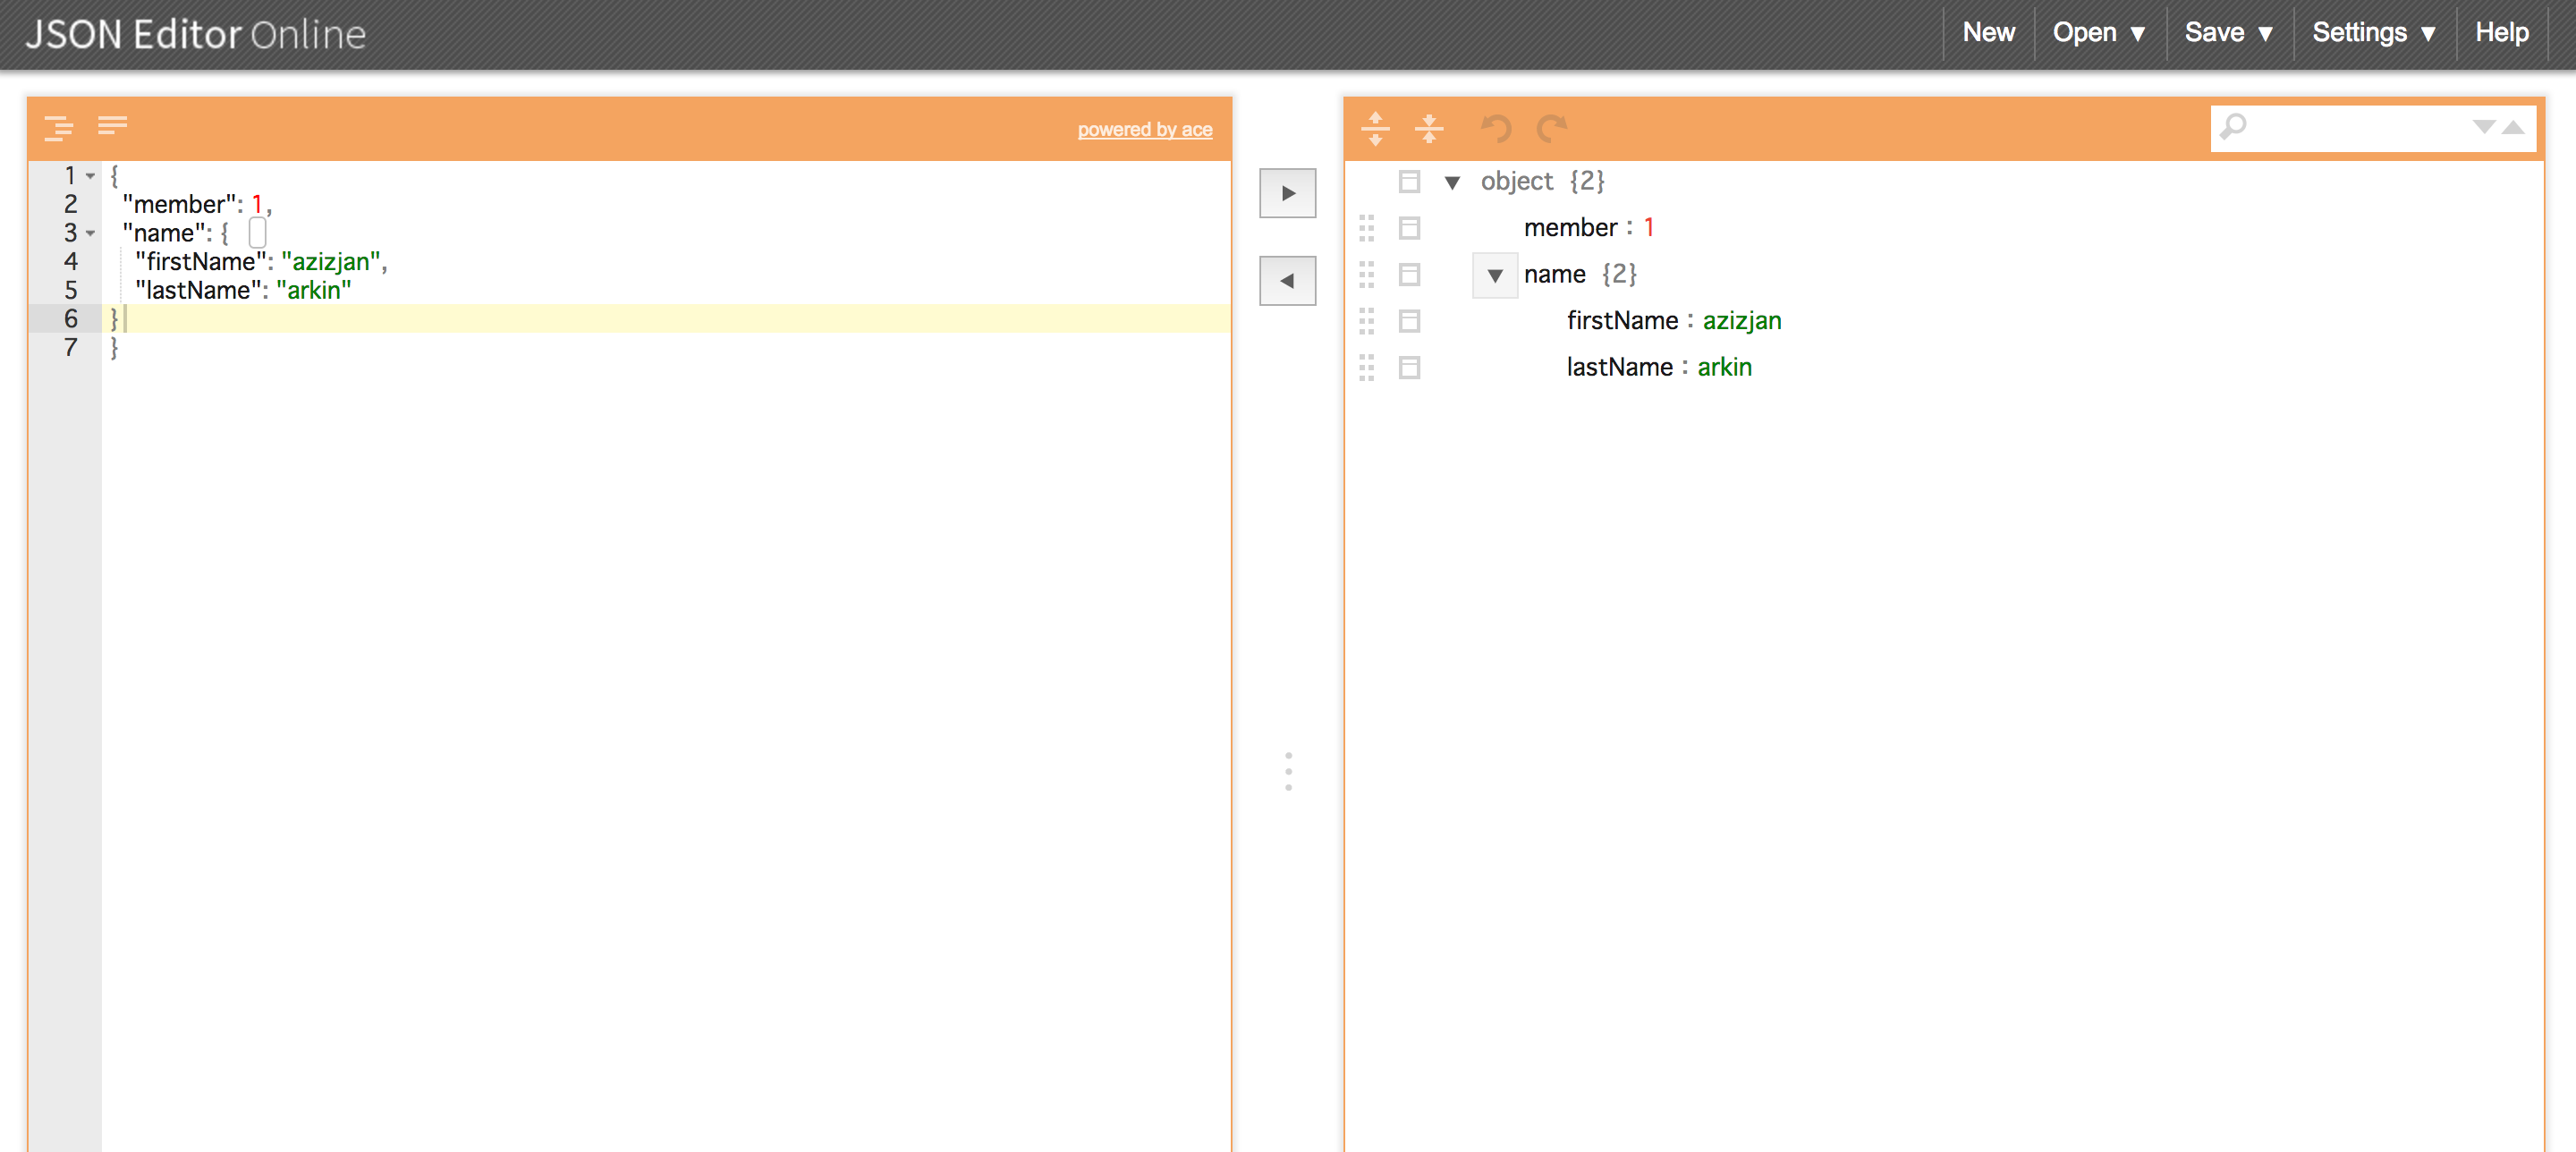 JSON Editor Online
New Open ▼ Save ▼ Settings ▼ Help
powered by ace
1 {
2 "member": 1,
3 "name": {
4 "firstName": "azizjan",
5 "lastName": "arkin"
6 }
7 }
object {2}
member : 1
name {2}
firstName : azizjan
lastName : arkin